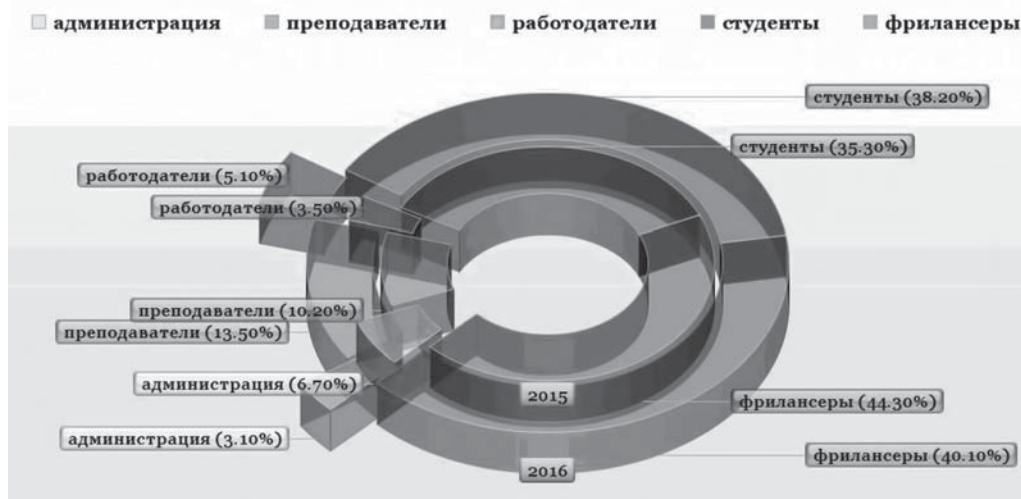 администрация преподаватели работодатели студенты фрилансеры
студенты (38.20%)
студенты (35.30%)
работодатели (5.10%)
работодатели (3.50%)
преподаватели (10.20%)
преподаватели (13.50%)
администрация (6.70%)
2015
фрилансеры (44.30%)
администрация (3.10%)
фрилансеры (40.10%)
2016